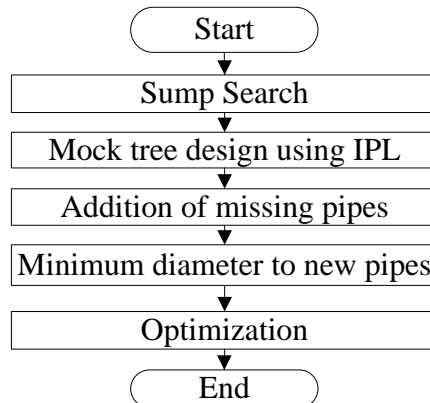 Start
Sump Search
Mock tree design using IPL
Addition of missing pipes
Minimum diameter to new pipes
Optimization
End